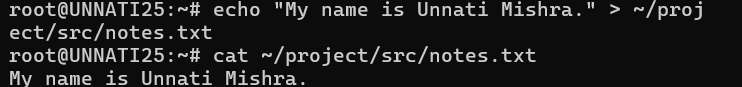 root@UNNATI25:~# echo "My name is Unnati Mishra." > ~/proj
ect/src/notes.txt
root@UNNATI25:~# cat ~/project/src/notes.txt
My name is Unnati Mishra.